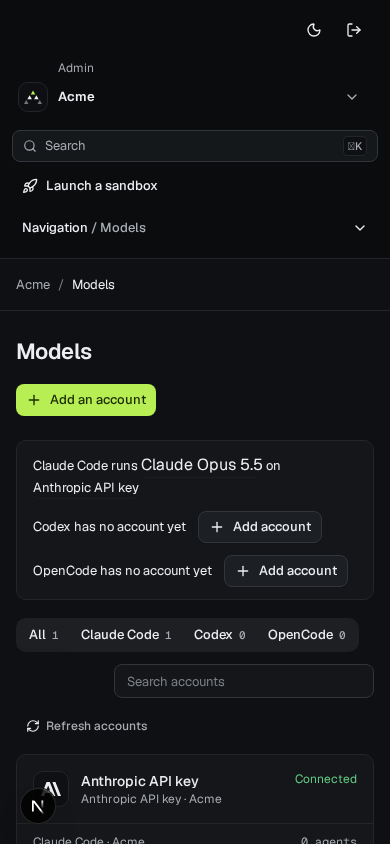 Admin
Acme
Search
K
Launch a sandbox
Navigation / Models
Acme / Models
Models
+ Add an account
Claude Code runs Claude Opus 5.5 on
Anthropic API key
Codex has no account yet + Add account
OpenCode has no account yet + Add account
All 1 Claude Code 1 Codex 0 OpenCode 0
Search accounts
Refresh accounts
Anthropic API key Connected
Anthropic API key · Acme
N
Claude Code · Acme 0 agents